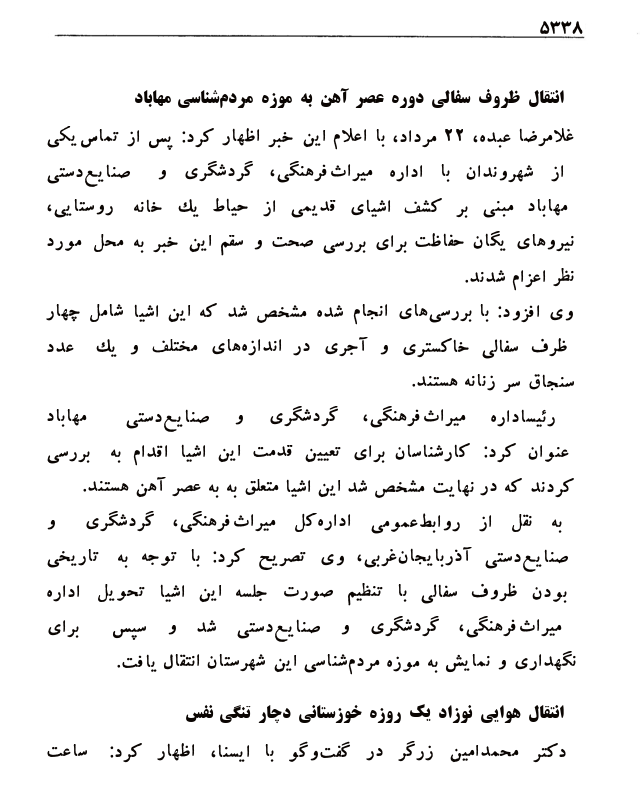 ۵۳۳۸
انتقال ظروف سفالی دوره عصر آهن به موزه مردم‌شناسی مهاباد
غلامرضا عبده، ۲۲ مرداد، با اعلام این خبر اظهار کرد: پس از تماس یکی
از شهروندان با اداره میراث‌فرهنگی، گردشگری و صنایع‌دستی
مهاباد مبنی بر کشف اشیای قدیمی از حیاط یك خانه روستایی،
نیروهای یگان حفاظت برای بررسی صحت و سقم این خبر به محل مورد
نظر اعزام شدند.
وی افزود: با بررسی‌های انجام شده مشخص شد که این اشیا شامل چهار
ظرف سفالی خاکستری و آجری در اندازه‌های مختلف و یك عدد
سنجاق سر زنانه هستند.
رئیساداره میراث‌فرهنگی، گردشگری و صنایع‌دستی مهاباد
عنوان کرد: کارشناسان برای تعیین قدمت این اشیا اقدام به بررسی
کردند که در نهایت مشخص شد این اشیا متعلق به به عصر آهن هستند.
به نقل از روابط‌عمومی اداره‌کل میراث‌فرهنگی، گردشگری و
صنایع‌دستی آذربایجان‌غربی، وی تصریح کرد: با توجه به تاریخی
بودن ظروف سفالی با تنظیم صورت جلسه این اشیا تحویل اداره
میراث‌فرهنگی، گردشگری و صنایع‌دستی شد و سپس برای
نگهداری و نمایش به موزه مردم‌شناسی این شهرستان انتقال یافت.
انتقال هوایی نوزاد یک روزه خوزستانی دچار تنگی نفس
دکتر محمدامین زرگر در گفت‌وگو با ایسنا، اظهار کرد: ساعت